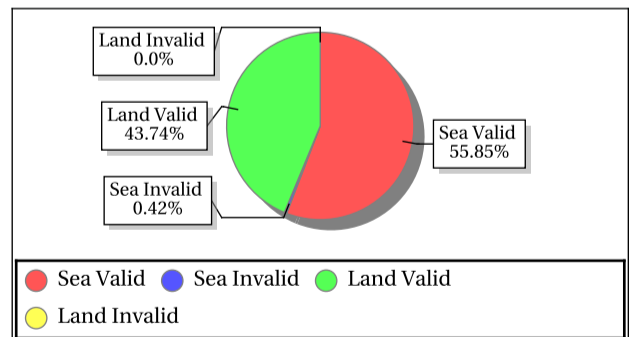 Land Invalid
0.0%
Land Valid
43.74%
Sea Valid
55.85%
Sea Invalid
0.42%
Sea Valid Sea Invalid Land Valid
Land Invalid